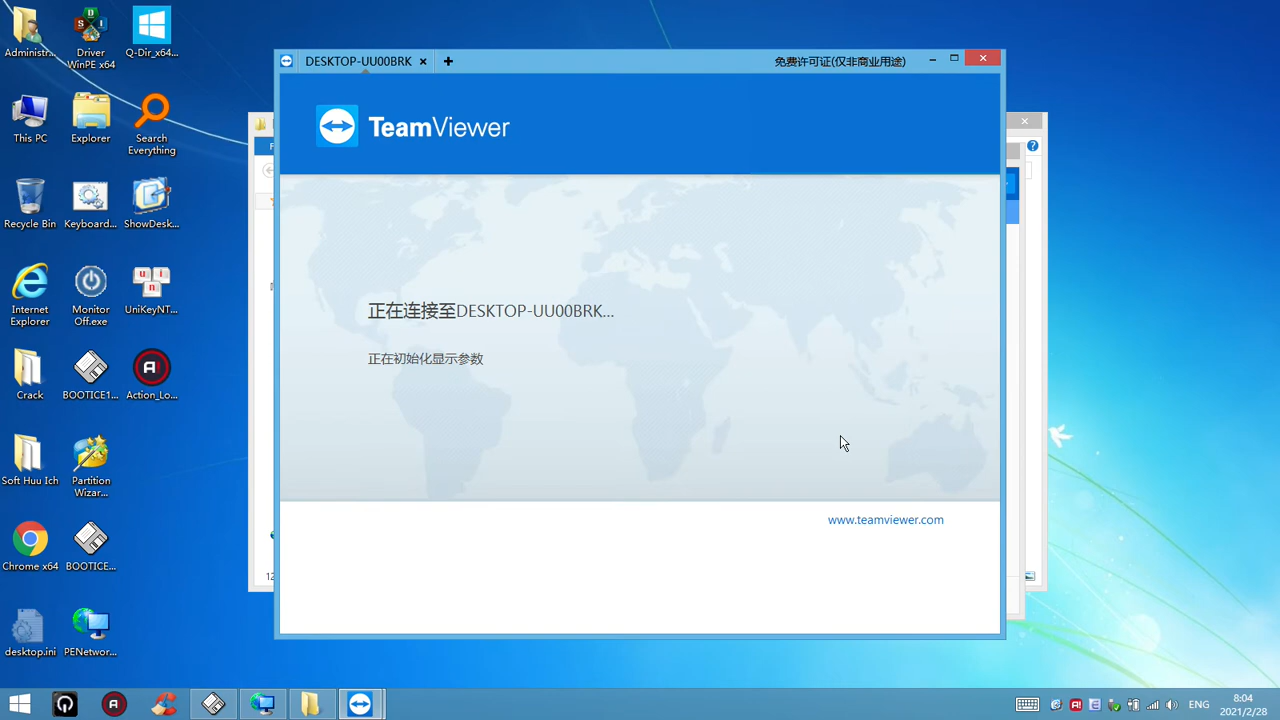 Administr...
Driver
WinPE x64
Q-Dir_x64...
This PC
Explorer
Search
Everything
Recycle Bin
Keyboard...
ShowDesk...
Internet
Explorer
Monitor
Off.exe
UniKeyNT...
Crack
BOOTICE1...
Action_Lo...
Soft Huu Ich
Partition
Wizar...
Chrome x64
BOOTICE...
desktop.ini
PENetwor...
DESKTOP-UU00BRK
免费许可证(仅非商业用途)
TeamViewer
正在连接至DESKTOP-UU00BRK...
正在初始化显示参数
www.teamviewer.com
12
ENG
8:04
2021/2/28